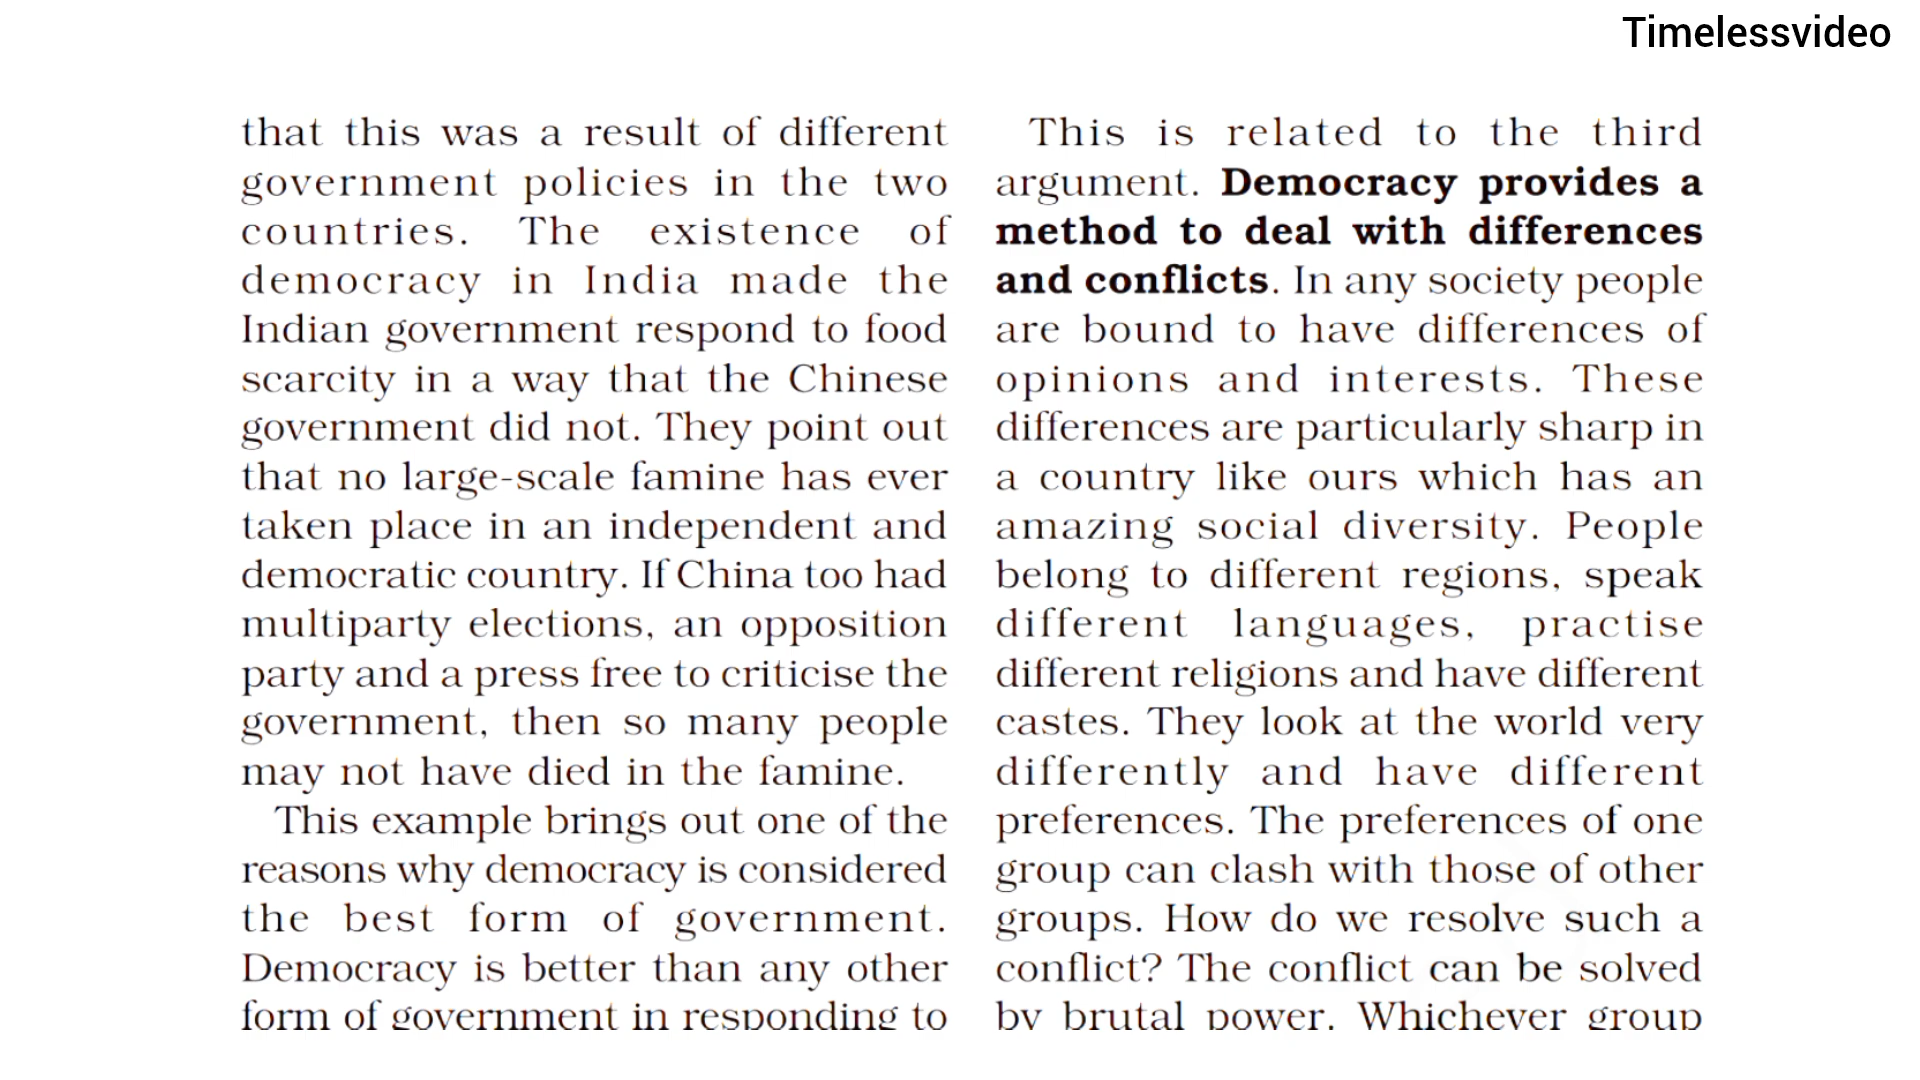 Timelessvideo
that this was a result of different
government policies in the two
countries. The existence of
democracy in India made the
Indian government respond to food
scarcity in a way that the Chinese
government did not. They point out
that no large-scale famine has ever
taken place in an independent and
democratic country. If China too had
multiparty elections, an opposition
party and a press free to criticise the
government, then so many people
may not have died in the famine.
This example brings out one of the
reasons why democracy is considered
the best form of government.
Democracy is better than any other
form of government in responding to
This is related to the third
argument. Democracy provides a
method to deal with differences
and conflicts. In any society people
are bound to have differences of
opinions and interests. These
differences are particularly sharp in
a country like ours which has an
amazing social diversity. People
belong to different regions, speak
different languages, practise
different religions and have different
castes. They look at the world very
differently and have different
preferences. The preferences of one
group can clash with those of other
groups. How do we resolve such a
conflict? The conflict can be solved
by brutal power. Whichever group